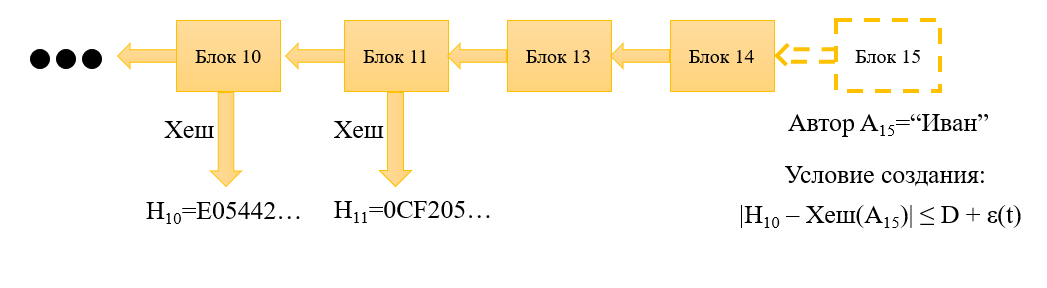 Блок 10
Блок 11
Блок 13
Блок 14
Блок 15
Хеш
Хеш
Автор A₁₅=“Иван”
Условие создания:
H₁₀=E05442…
H₁₁=0CF205…
|H₁₀ – Хеш(A₁₅)| ≤ D + ε(t)